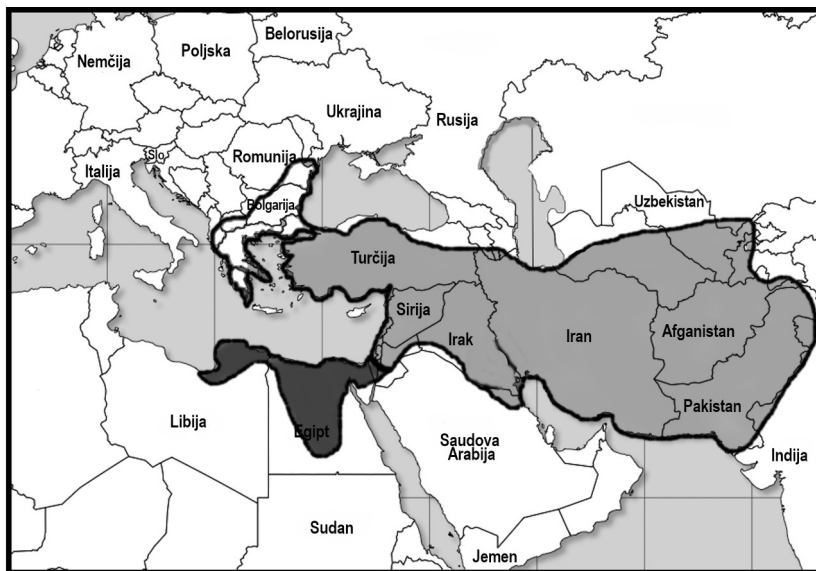 Belorusija
Poljska
Nemčija
Ukrajina
Rusija
Slo
Romunija
Italija
Bolgarija
Uzbekistan
Turčija
Sirija
Irak
Iran
Afganistan
Pakistan
Libija
Egipt
Saudova
Arabija
Indija
Sudan
Jemen